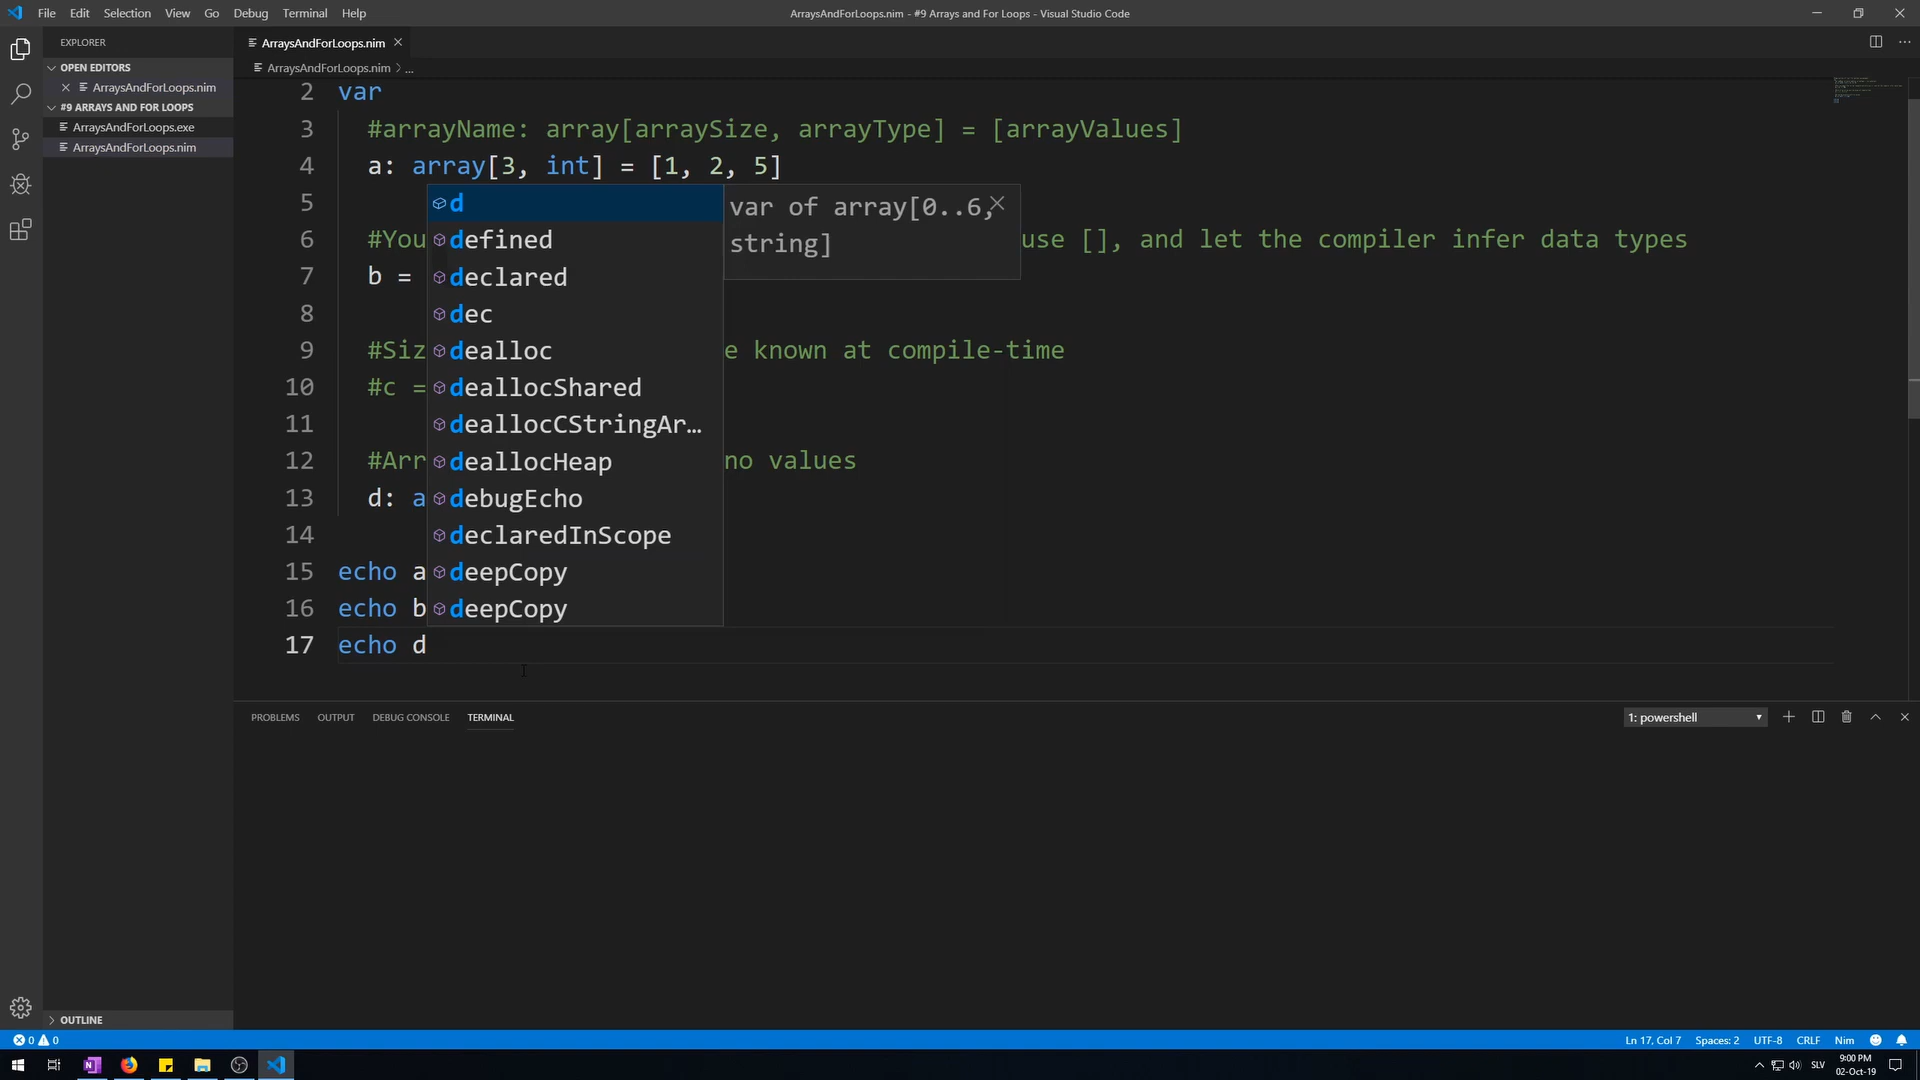 File Edit Selection View Go Debug Terminal Help
ArraysAndForLoops.nim - #9 Arrays and For Loops - Visual Studio Code
EXPLORER
OPEN EDITORS
ArraysAndForLoops.nim
#9 ARRAYS AND FOR LOOPS
ArraysAndForLoops.exe
ArraysAndForLoops.nim
OUTLINE
ArraysAndForLoops.nim
ArraysAndForLoops.nim > ...
2 var
3 #arrayName: array[arraySize, arrayType] = [arrayValues]
4 a: array[3, int] = [1, 2, 5]
5
6 #You use [], and let the compiler infer data types
7 b =
8
9 #Siz e known at compile-time
10 #c =
11
12 #Arr no values
13 d: a
14
15 echo a
16 echo b
17 echo d
d
defined
declared
dec
dealloc
deallocShared
deallocCStringAr...
deallocHeap
debugEcho
declaredInScope
deepCopy
deepCopy
var of array[0..6,
string]
PROBLEMS OUTPUT DEBUG CONSOLE TERMINAL
1: powershell
0 0
Ln 17, Col 7 Spaces: 2 UTF-8 CRLF Nim
SLV
9:00 PM
02-Oct-19